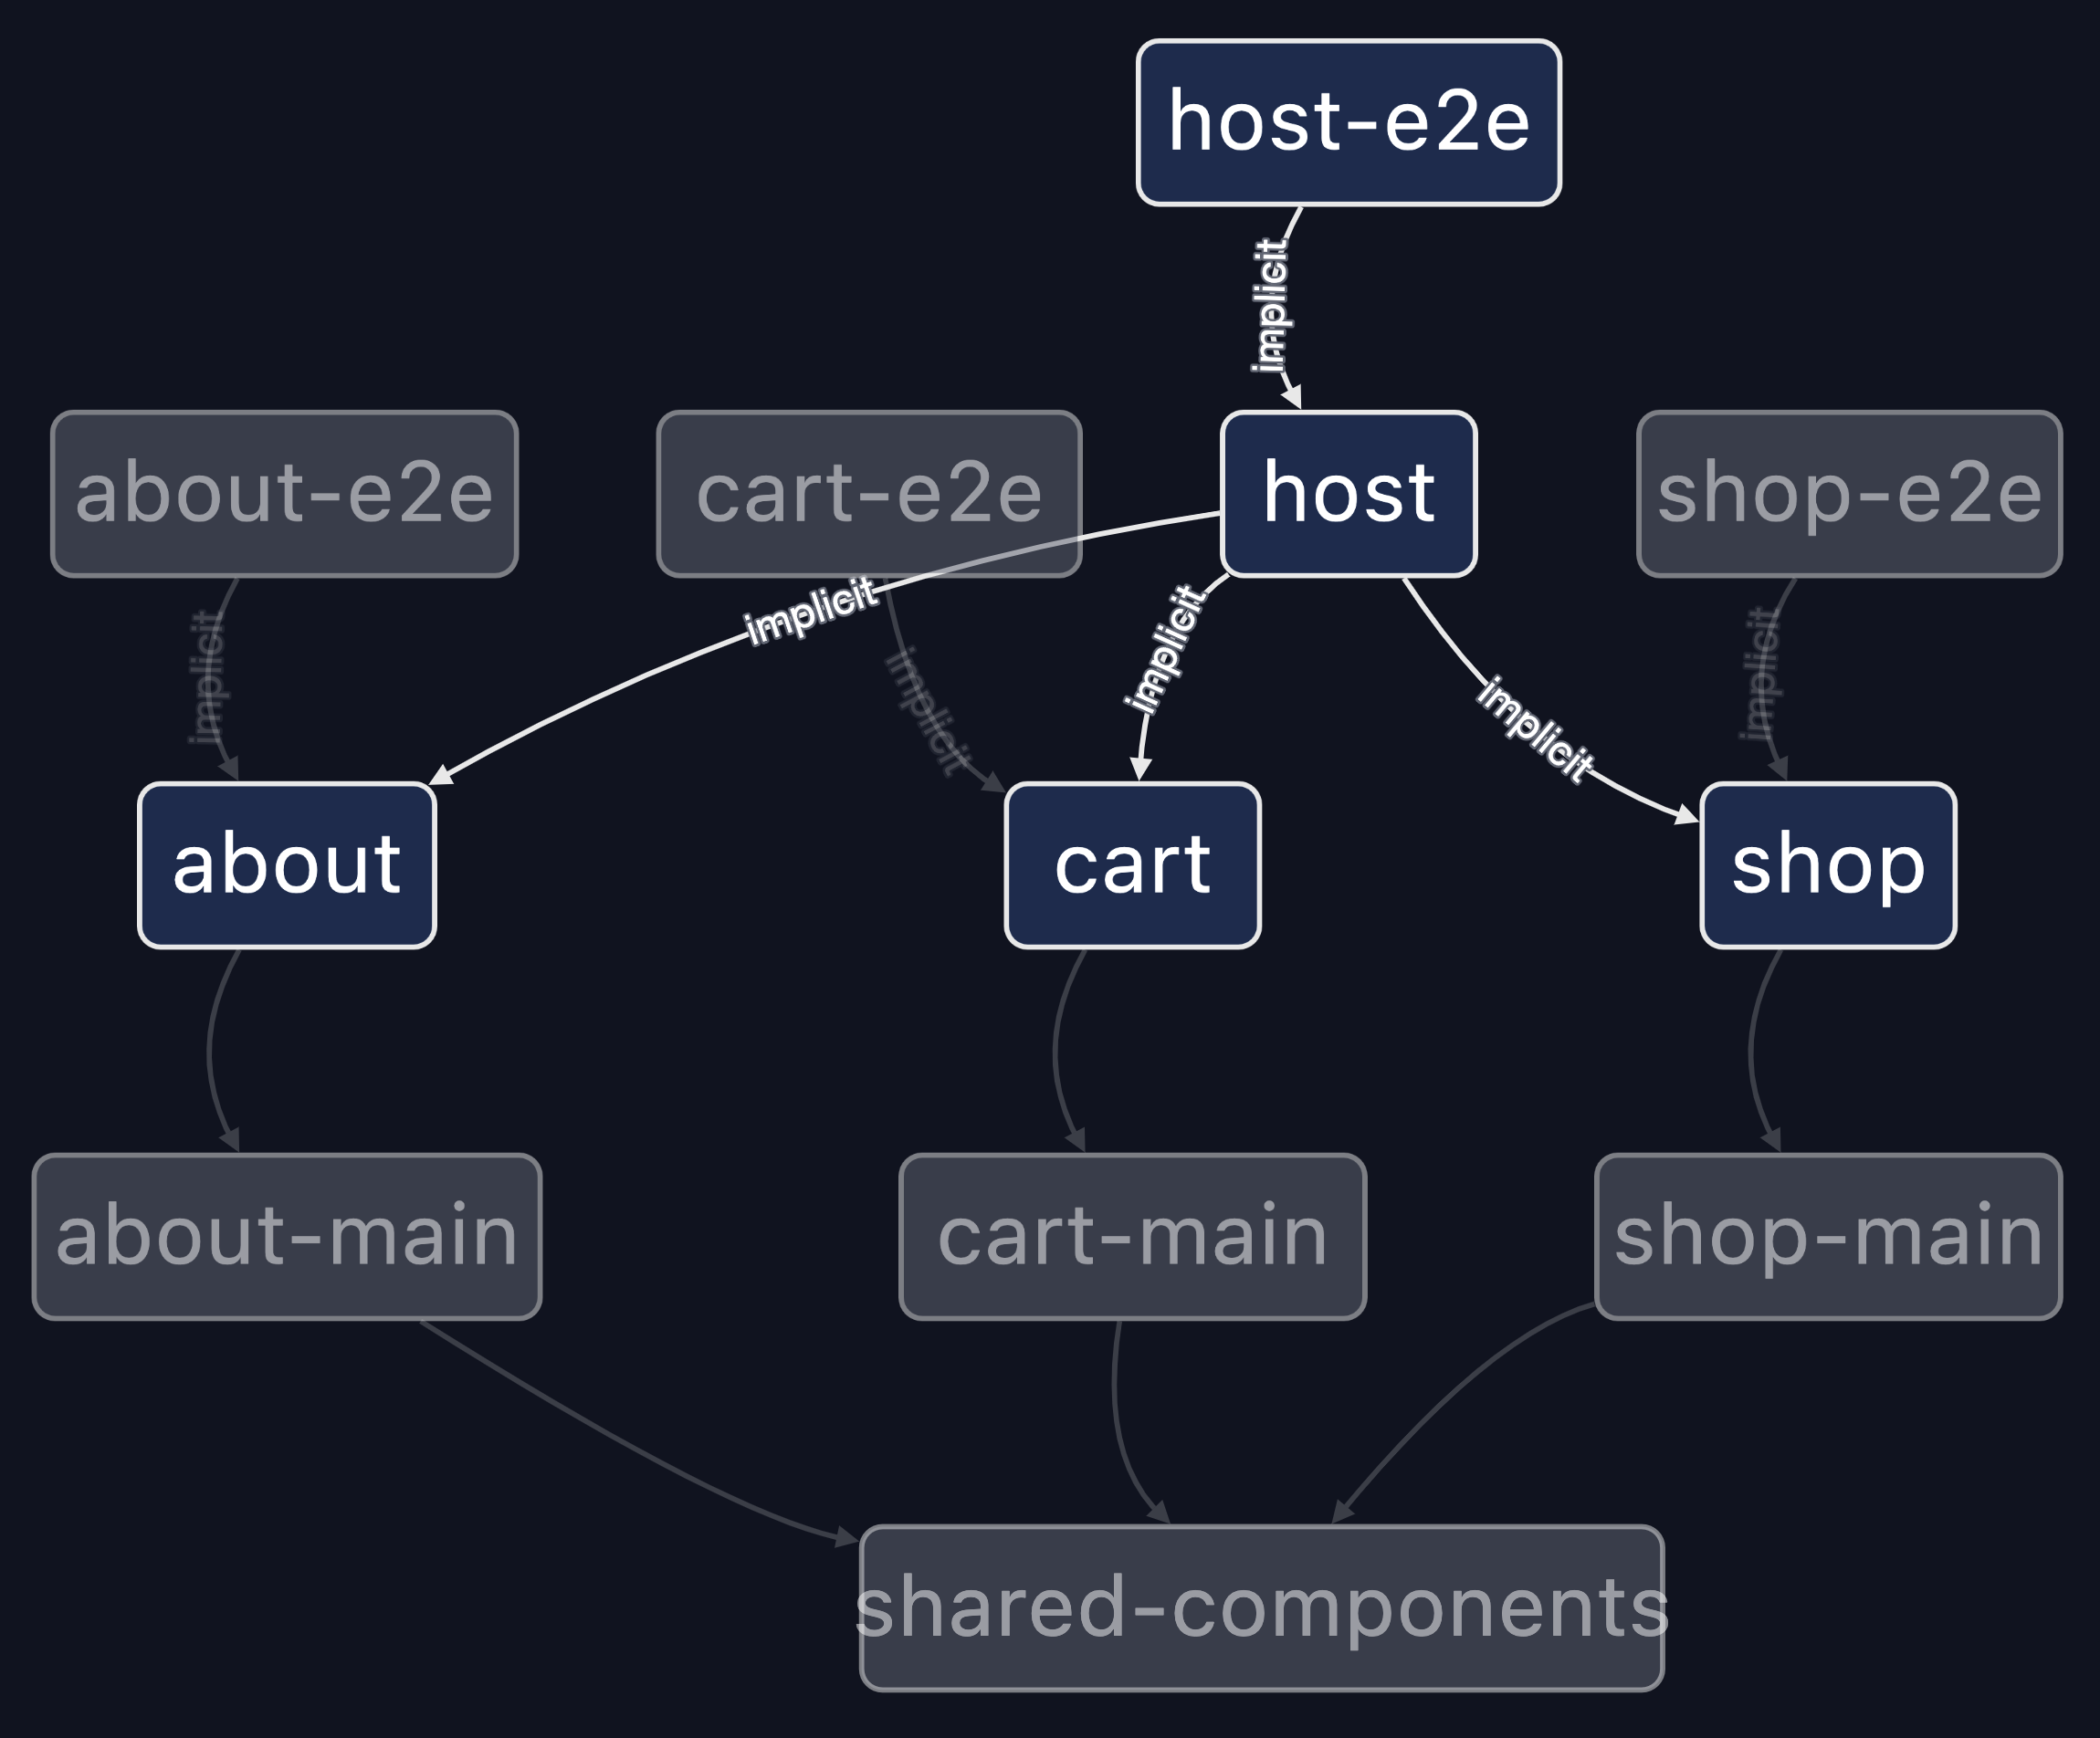 host-e2e
implicit
about-e2e
cart-e2e
host
shop-e2e
implicit
implicit
implicit
implicit
implicit
implicit
about
cart
shop
about-main
cart-main
shop-main
shared-components